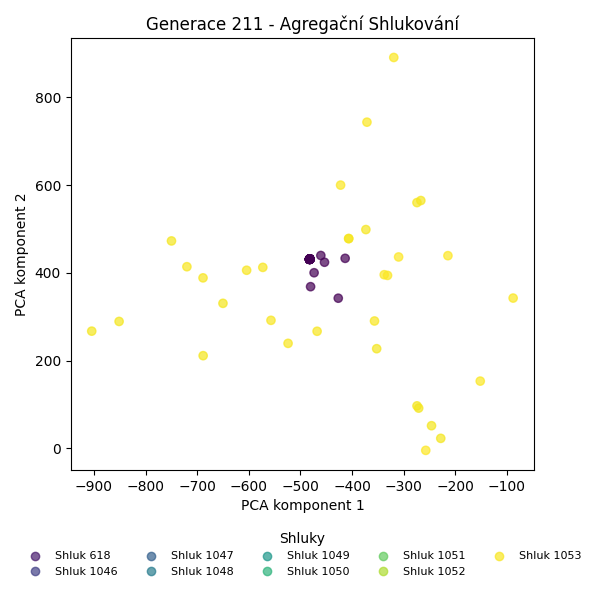 Generace 211 - Agregační Shlukování
PCA komponent 2
800
600
400
200
0
−900 −800 −700 −600 −500 −400 −300 −200 −100
PCA komponent 1
Shluky
Shluk 618 Shluk 1047 Shluk 1049 Shluk 1051 Shluk 1053
Shluk 1046 Shluk 1048 Shluk 1050 Shluk 1052